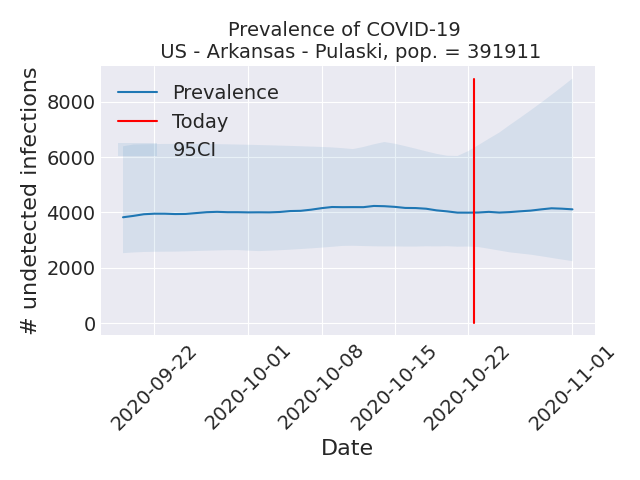 Prevalence of COVID-19
US - Arkansas - Pulaski, pop. = 391911
# undetected infections
8000
6000
4000
2000
0
Prevalence
Today
95CI
2020-09-22
2020-10-01
2020-10-08
2020-10-15
2020-10-22
2020-11-01
Date